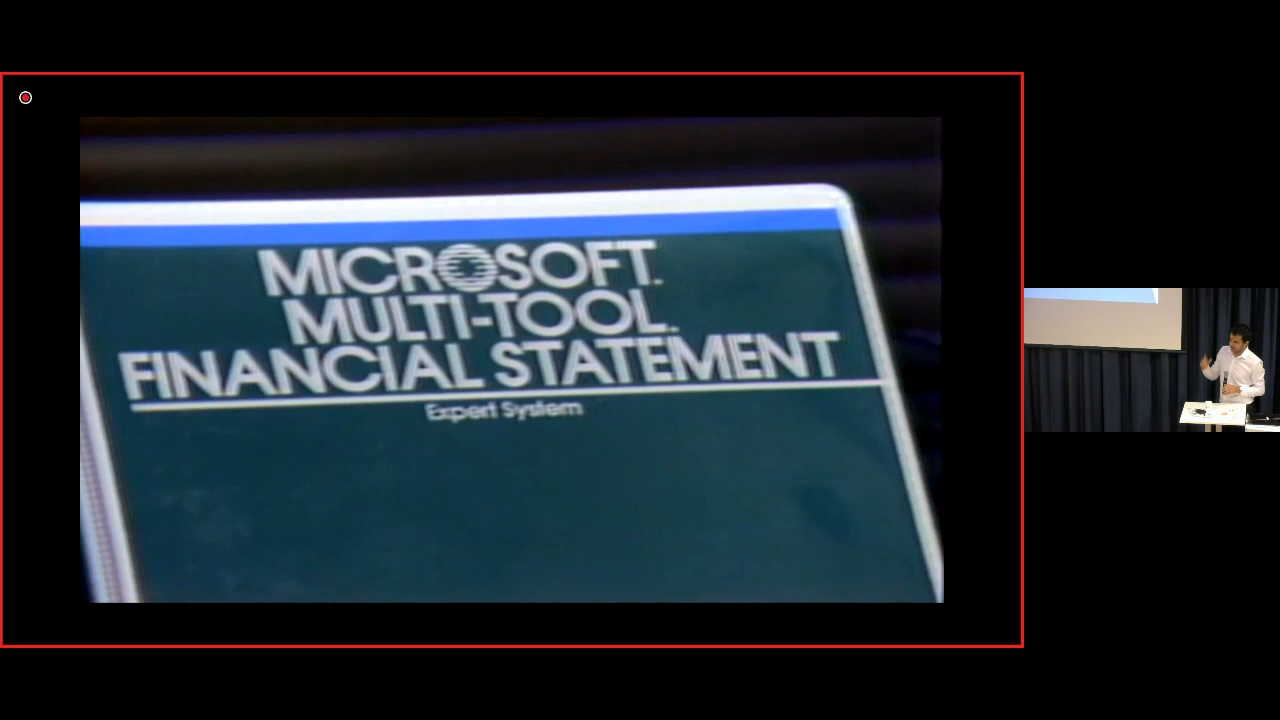 MICROSOFT.
MULTI-TOOL.
FINANCIAL STATEMENT
Expert System